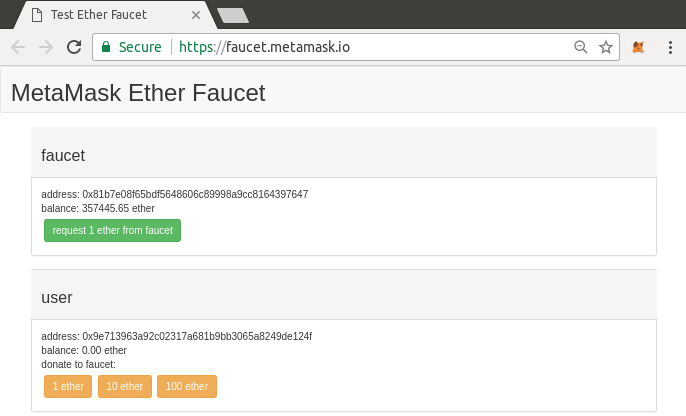 Test Ether Faucet
Secure https://faucet.metamask.io
MetaMask Ether Faucet
faucet
address: 0x81b7e08f65bdf5648606c89998a9cc8164397647
balance: 357445.65 ether
request 1 ether from faucet
user
address: 0x9e713963a92c02317a681b9bb3065a8249de124f
balance: 0.00 ether
donate to faucet:
1 ether 10 ether 100 ether